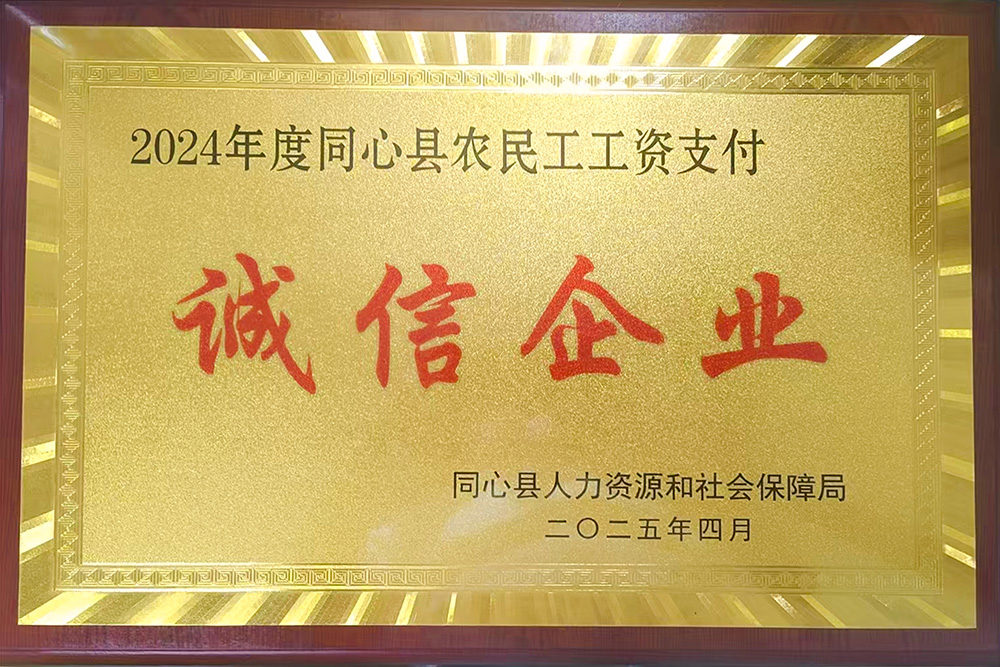 2024年度同心县农民工工资支付
诚信企业
同心县人力资源和社会保障局
二〇二五年四月